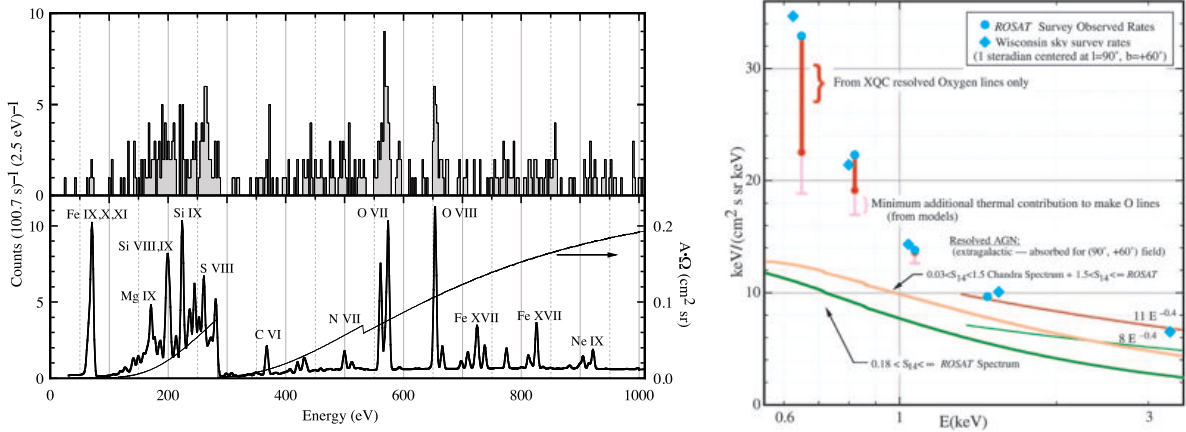 10
5
0
Counts (100.7 s)⁻¹ (2.5 eV)⁻¹
10
5
0
Fe IX,X,XI
Si IX
Si VIII,IX
S VIII
Mg IX
C VI
N VII
O VII
O VIII
Fe XVII
Fe XVII
Ne IX
0.2
0.1
0.0
A•Ω (cm² sr)
0
200
400
600
800
1000
Energy (eV)
keV/(cm² s sr keV)
30
20
10
0
ROSAT Survey Observed Rates
Wisconsin sky survey rates
(1 steradian centered at l=90˚, b=+60˚)
From XQC resolved Oxygen lines only
Minimum additional thermal contribution to make O lines
(from models)
Resolved AGN:
(extragalactic — absorbed for (90˚, +60˚) field)
0.03<S₁₄<1.5 Chandra Spectrum + 1.5<S₁₄<∞ ROSAT
11 E⁻⁰·⁴
8 E⁻⁰·⁴
0.18 < S₁₄<∞ ROSAT Spectrum
0.6
1
3
E(keV)